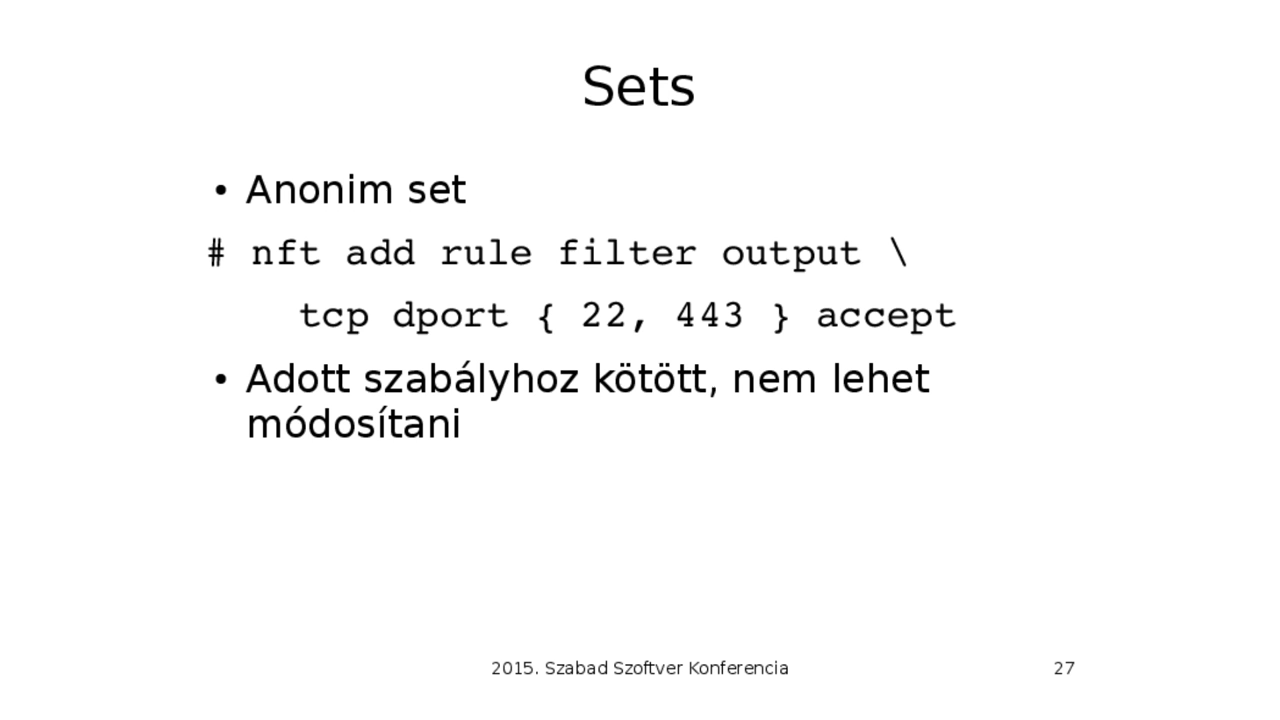 Sets
• Anonim set
# nft add rule filter output \
tcp dport { 22, 443 } accept
• Adott szabályhoz kötött, nem lehet
módosítani
2015. Szabad Szoftver Konferencia 27